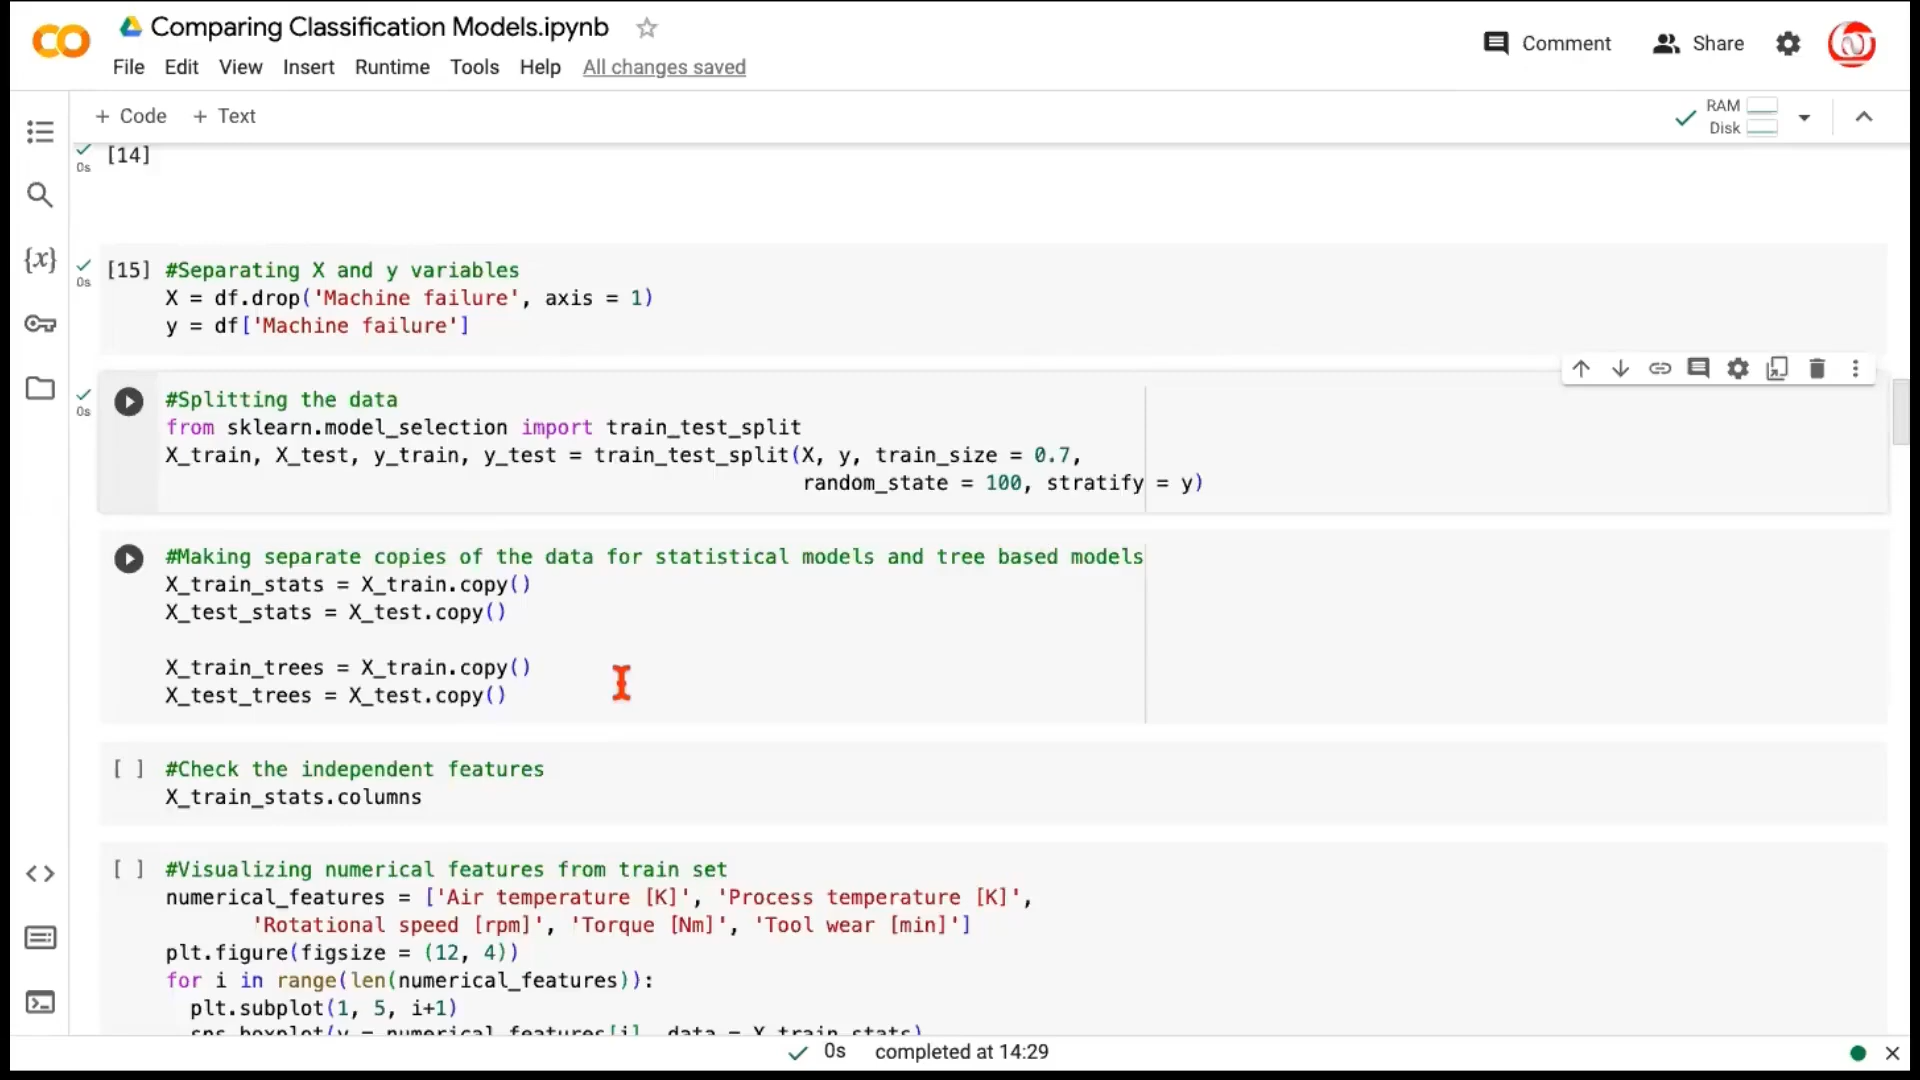 Comparing Classification Models.ipynb
Comment
Share
File Edit View Insert Runtime Tools Help All changes saved
+ Code + Text
RAM
Disk
0s
[14]
[15]
0s
#Separating X and y variables
X = df.drop('Machine failure', axis = 1)
y = df['Machine failure']
0s
#Splitting the data
from sklearn.model_selection import train_test_split
X_train, X_test, y_train, y_test = train_test_split(X, y, train_size = 0.7,
random_state = 100, stratify = y)
#Making separate copies of the data for statistical models and tree based models
X_train_stats = X_train.copy()
X_test_stats = X_test.copy()
X_train_trees = X_train.copy()
X_test_trees = X_test.copy()
[ ] #Check the independent features
X_train_stats.columns
[ ] #Visualizing numerical features from train set
numerical_features = ['Air temperature [K]', 'Process temperature [K]',
'Rotational speed [rpm]', 'Torque [Nm]', 'Tool wear [min]']
plt.figure(figsize = (12, 4))
for i in range(len(numerical_features)):
plt.subplot(1, 5, i+1)
sns.boxplot(y = numerical_features[i], data = X_train_stats)
0s completed at 14:29